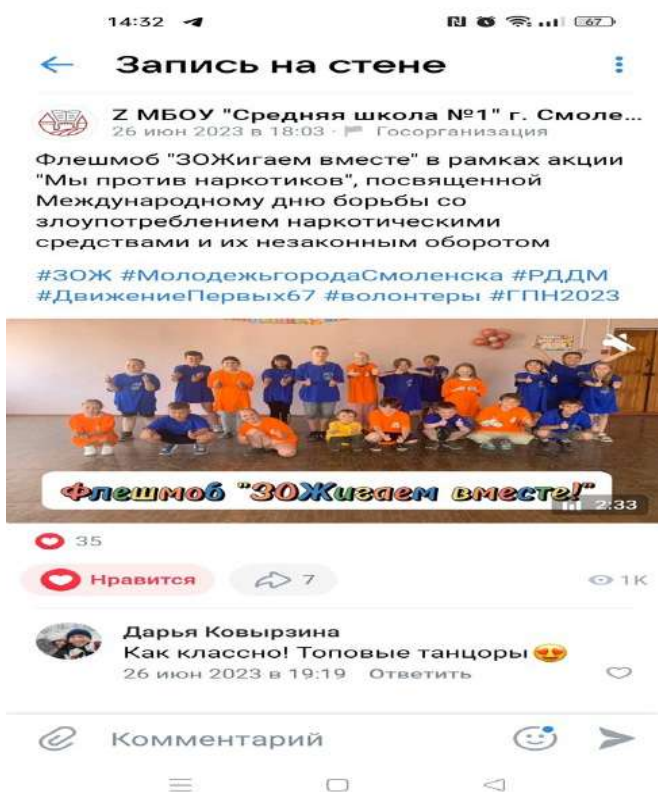 14:32
67
Запись на стене
Z МБОУ "Средняя школа №1" г. Смоле...
26 июн 2023 в 18:03 · Госорганизация
Флешмоб "ЗОЖигаем вместе" в рамках акции
"Мы против наркотиков", посвященной
Международному дню борьбы со
злоупотреблением наркотическими
средствами и их незаконным оборотом
#ЗОЖ #МолодежьгородаСмоленска #РДДМ
#ДвижениеПервых67 #волонтеры #ГПН2023
Флешмоб "ЗОЖигаем вместе!"
2:33
35
Нравится
7
1K
Дарья Ковырзина
Как классно! Топовые танцоры😍
26 июн 2023 в 19:19 Ответить
Комментарий